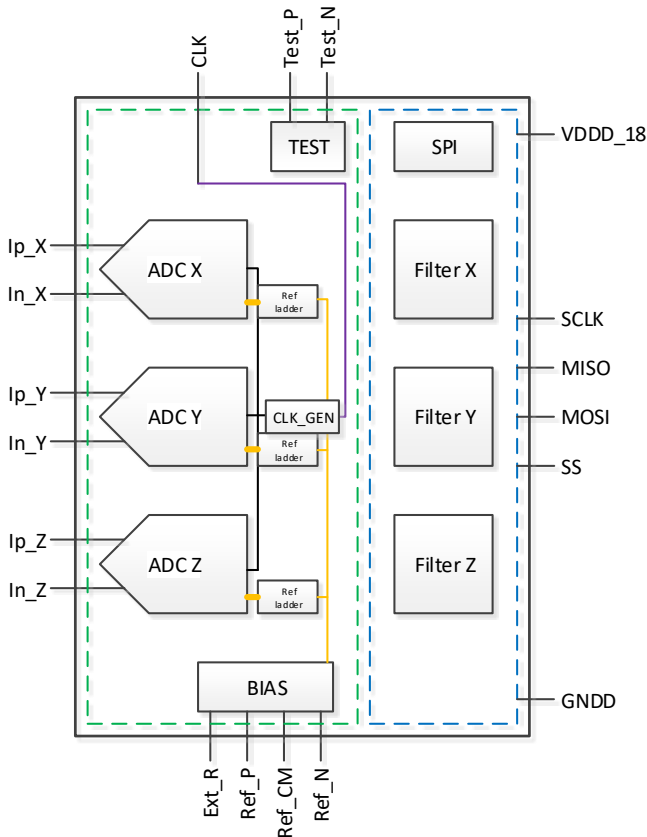 CLK
Test_P
Test_N
TEST
SPI
VDDD_18
Ip_X
In_X
ADC X
Ref
ladder
Filter X
SCLK
MISO
Ip_Y
In_Y
ADC Y
CLK_GEN
Ref
ladder
Filter Y
MOSI
SS
Ip_Z
In_Z
ADC Z
Ref
ladder
Filter Z
BIAS
GNDD
Ext_R
Ref_P
Ref_CM
Ref_N